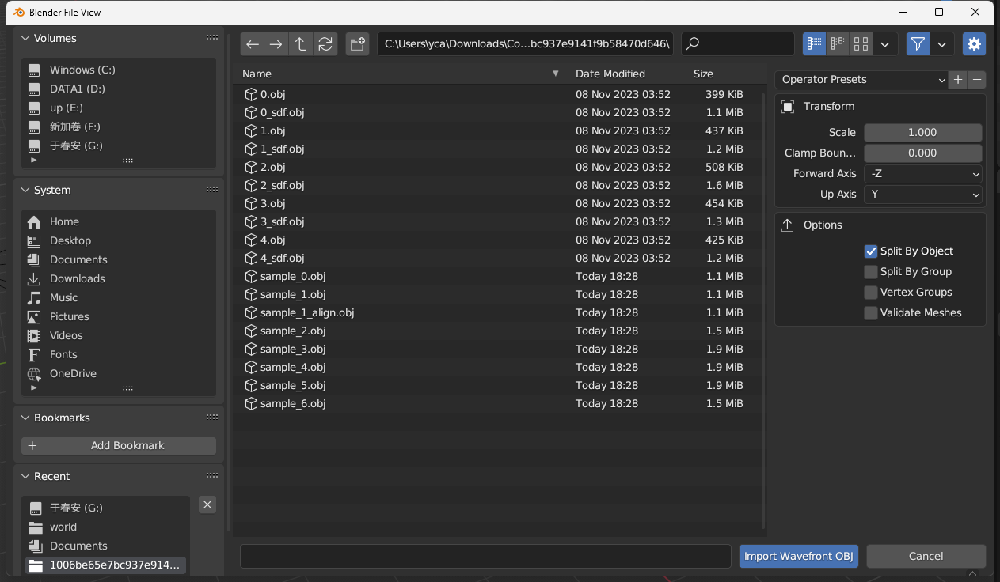 Blender File View
Volumes
Windows (C:)
DATA1 (D:)
up (E:)
新加卷 (F:)
于春安 (G:)
System
Home
Desktop
Documents
Downloads
Music
Pictures
Videos
Fonts
OneDrive
Bookmarks
Add Bookmark
Recent
于春安 (G:)
world
Documents
1006be65e7bc937e914...
C:\Users\yca\Downloads\Co...bc937e9141f9b58470d646\
Name Date Modified Size
0.obj 08 Nov 2023 03:52 399 KiB
0_sdf.obj 08 Nov 2023 03:52 1.1 MiB
1.obj 08 Nov 2023 03:52 437 KiB
1_sdf.obj 08 Nov 2023 03:52 1.2 MiB
2.obj 08 Nov 2023 03:52 508 KiB
2_sdf.obj 08 Nov 2023 03:52 1.6 MiB
3.obj 08 Nov 2023 03:52 454 KiB
3_sdf.obj 08 Nov 2023 03:52 1.3 MiB
4.obj 08 Nov 2023 03:52 425 KiB
4_sdf.obj 08 Nov 2023 03:52 1.2 MiB
sample_0.obj Today 18:28 1.1 MiB
sample_1.obj Today 18:28 1.1 MiB
sample_1_align.obj Today 18:28 1.1 MiB
sample_2.obj Today 18:28 1.5 MiB
sample_3.obj Today 18:28 1.9 MiB
sample_4.obj Today 18:28 1.9 MiB
sample_5.obj Today 18:28 1.9 MiB
sample_6.obj Today 18:28 1.5 MiB
Operator Presets
Transform
Scale 1.000
Clamp Boun... 0.000
Forward Axis -Z
Up Axis Y
Options
Split By Object
Split By Group
Vertex Groups
Validate Meshes
Import Wavefront OBJ
Cancel